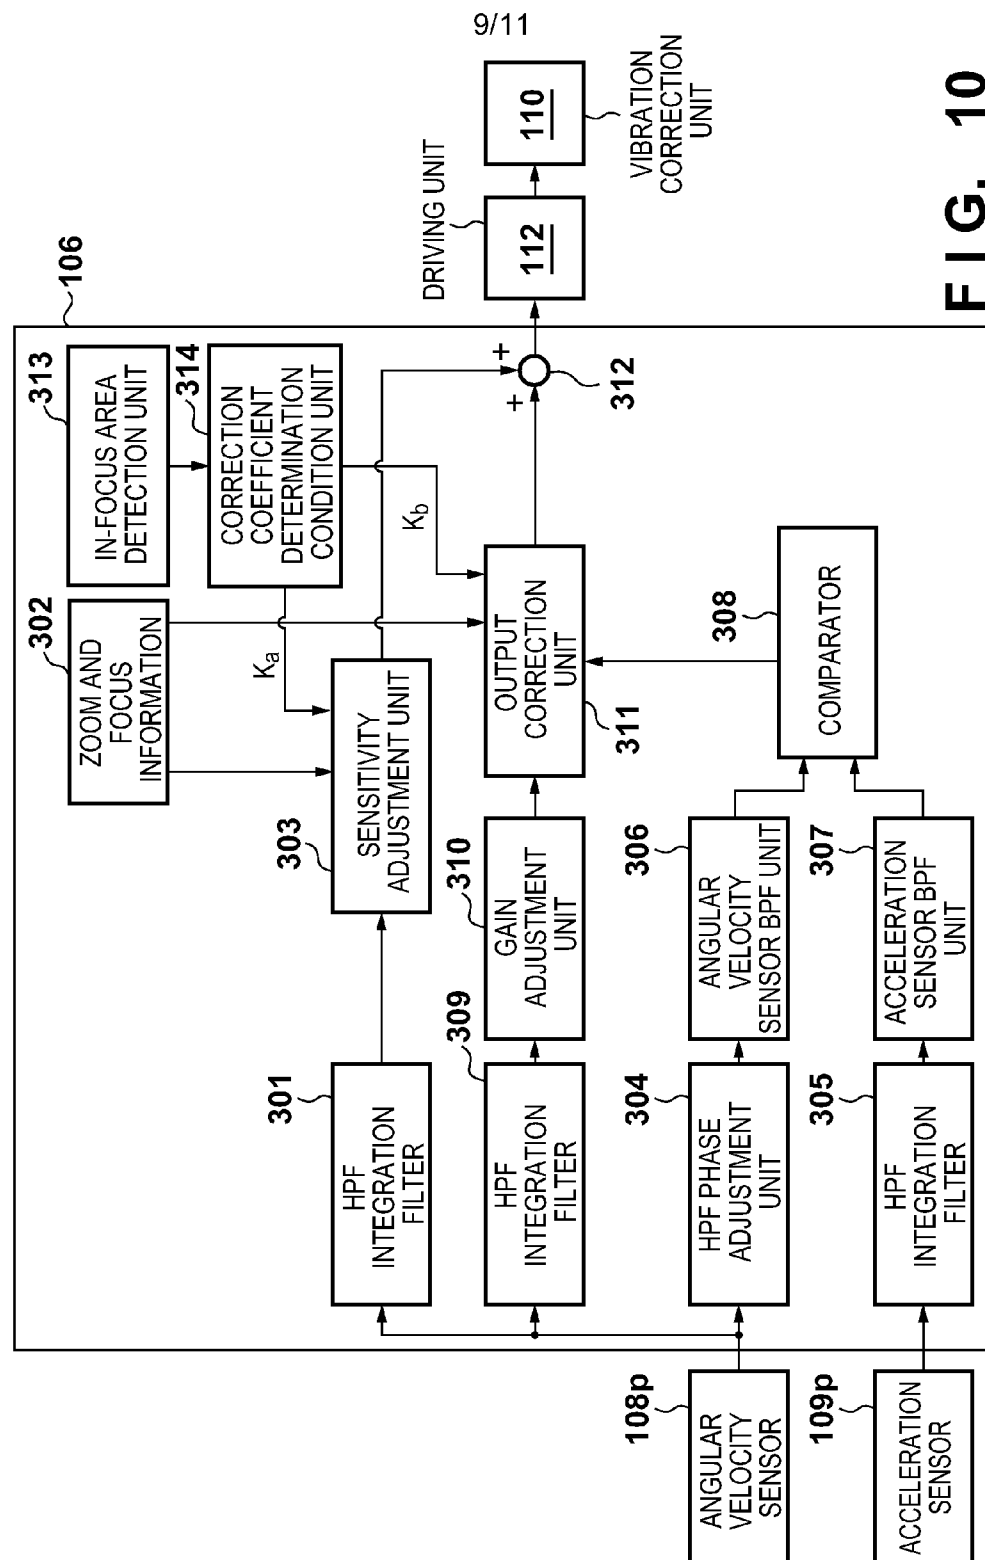 9/11
106
302
ZOOM AND
FOCUS
INFORMATION
313
IN-FOCUS AREA
DETECTION UNIT
314
CORRECTION
COEFFICIENT
DETERMINATION
CONDITION UNIT
Ka
Kb
301
HPF
INTEGRATION
FILTER
303
SENSITIVITY
ADJUSTMENT UNIT
309
HPF
INTEGRATION
FILTER
310
GAIN
ADJUSTMENT
UNIT
OUTPUT
CORRECTION
UNIT
311
+
+
312
DRIVING UNIT
112
110
VIBRATION
CORRECTION
UNIT
108p
ANGULAR
VELOCITY
SENSOR
304
HPF PHASE
ADJUSTMENT
UNIT
306
ANGULAR
VELOCITY
SENSOR BPF UNIT
308
COMPARATOR
109p
ACCELERATION
SENSOR
305
HPF
INTEGRATION
FILTER
307
ACCELERATION
SENSOR BPF
UNIT
FIG. 10